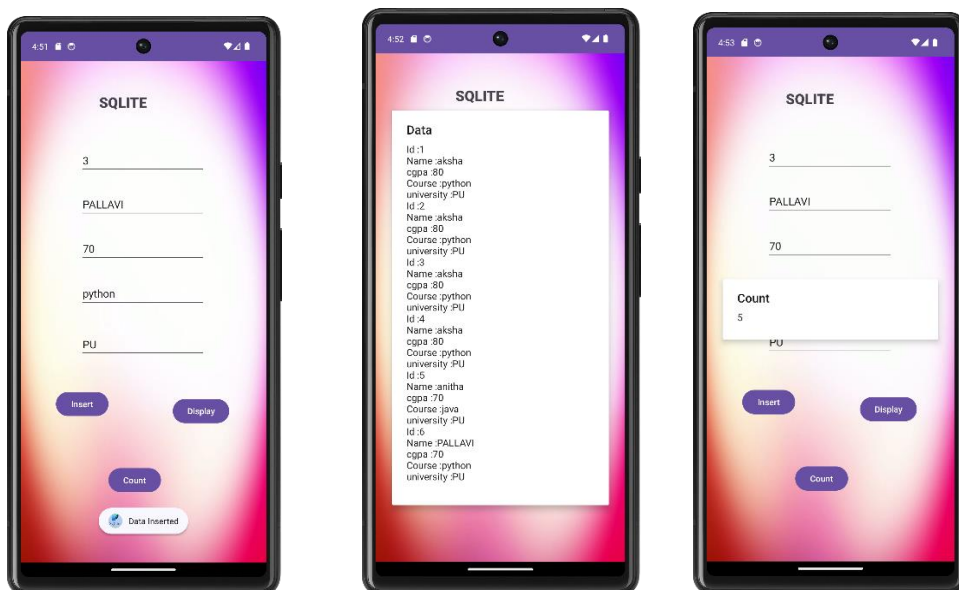 4:51
SQLITE
3
PALLAVI
70
python
PU
Insert
Display
Count
Data Inserted
4:52
SQLITE
Data
Id :1
Name :aksha
cgpa :80
Course :python
university :PU
Id :2
Name :aksha
cgpa :80
Course :python
university :PU
Id :3
Name :aksha
cgpa :80
Course :python
university :PU
Id :4
Name :aksha
cgpa :80
Course :python
university :PU
Id :5
Name :anitha
cgpa :70
Course :java
university :PU
Id :6
Name :PALLAVI
cgpa :70
Course :python
university :PU
4:53
SQLITE
3
PALLAVI
70
Count
5
PU
Insert
Display
Count